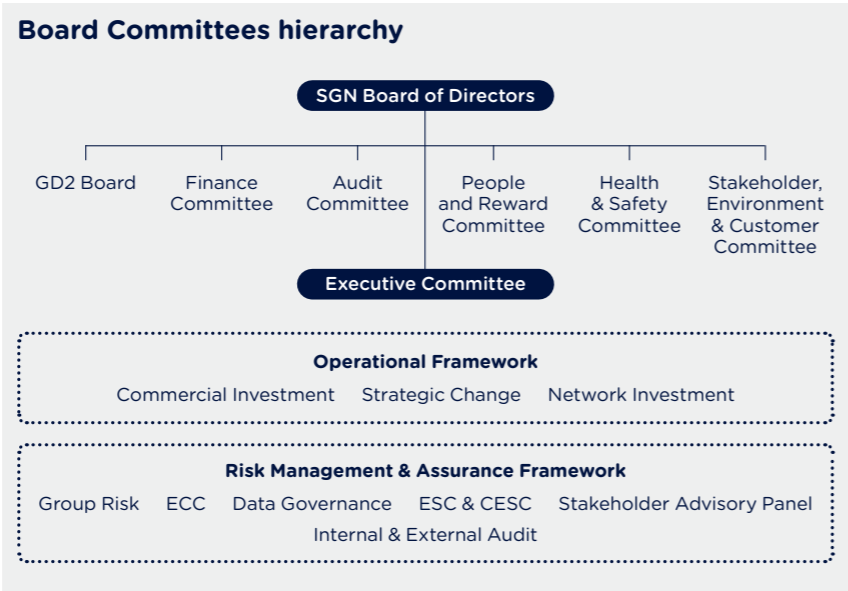 Board Committees hierarchy
SGN Board of Directors
GD2 Board
Finance
Committee
Audit
Committee
People
and Reward
Committee
Health
& Safety
Committee
Stakeholder,
Environment
& Customer
Committee
Executive Committee
Operational Framework
Commercial Investment Strategic Change Network Investment
Risk Management & Assurance Framework
Group Risk ECC Data Governance ESC & CESC Stakeholder Advisory Panel
Internal & External Audit